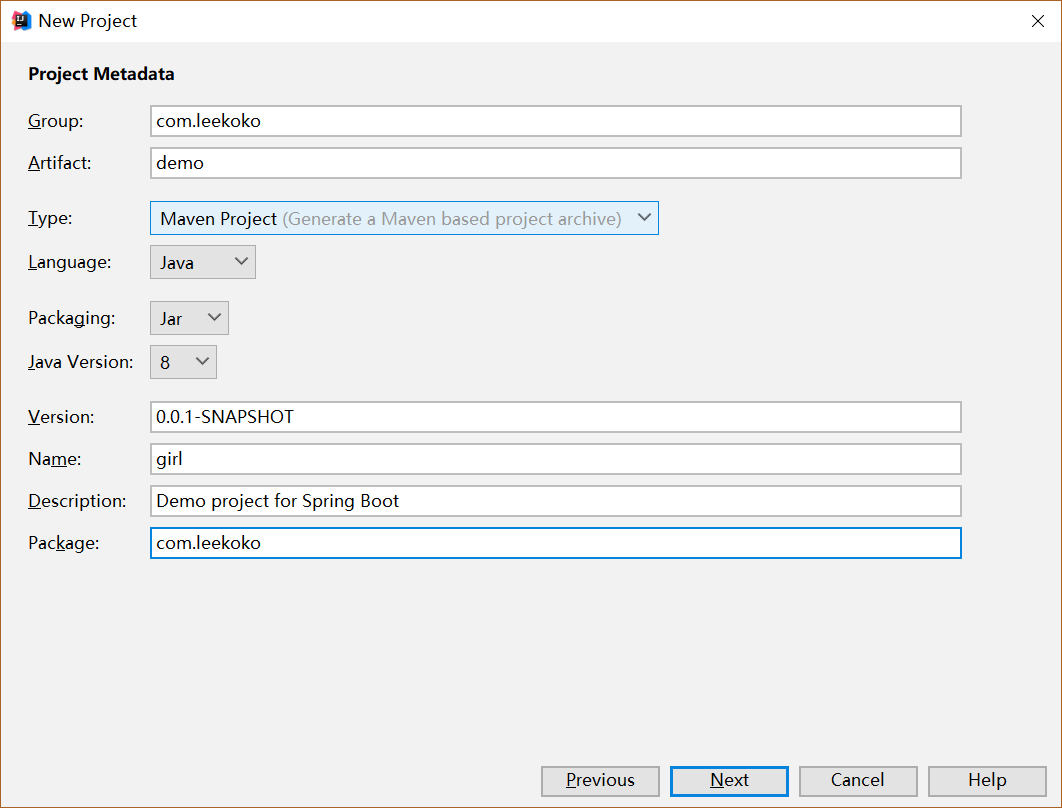 New Project
Project Metadata
Group: com.leekoko
Artifact: demo
Type: Maven Project (Generate a Maven based project archive)
Language: Java
Packaging: Jar
Java Version: 8
Version: 0.0.1-SNAPSHOT
Name: girl
Description: Demo project for Spring Boot
Package: com.leekoko
Previous Next Cancel Help